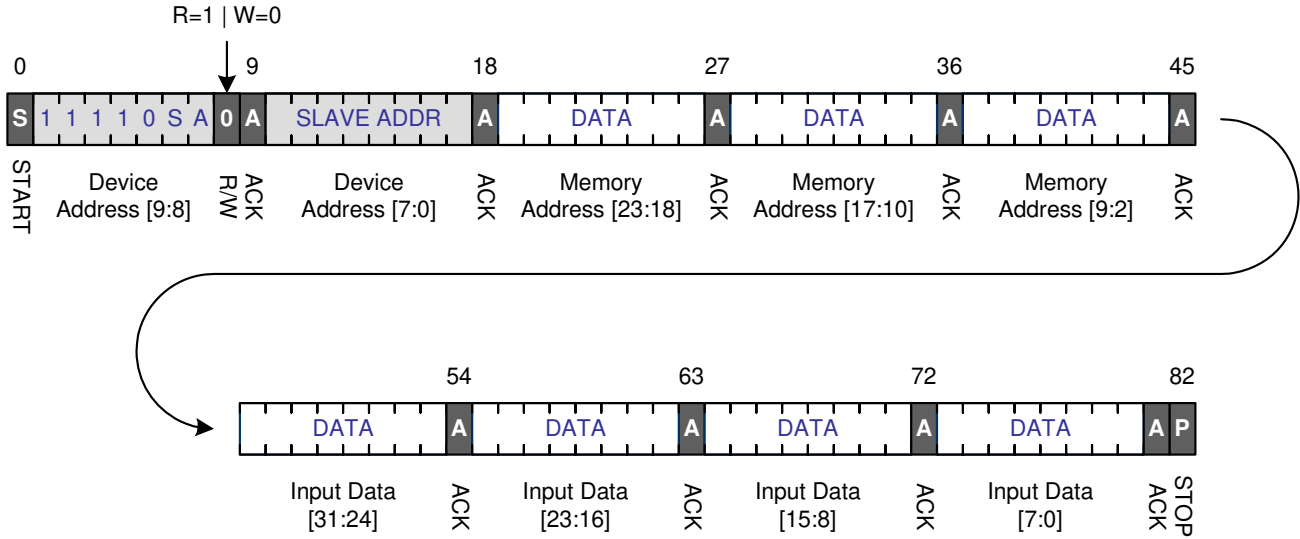 R=1 | W=0
0 9 18 27 36 45
S 1 1 1 1 0 S A 0 A SLAVE ADDR A DATA A DATA A DATA A
START Device Address [9:8] R/W ACK Device Address [7:0] ACK Memory Address [23:18] ACK Memory Address [17:10] ACK Memory Address [9:2] ACK
54 63 72 82
DATA A DATA A DATA A DATA A P
Input Data [31:24] ACK Input Data [23:16] ACK Input Data [15:8] ACK Input Data [7:0] ACK STOP